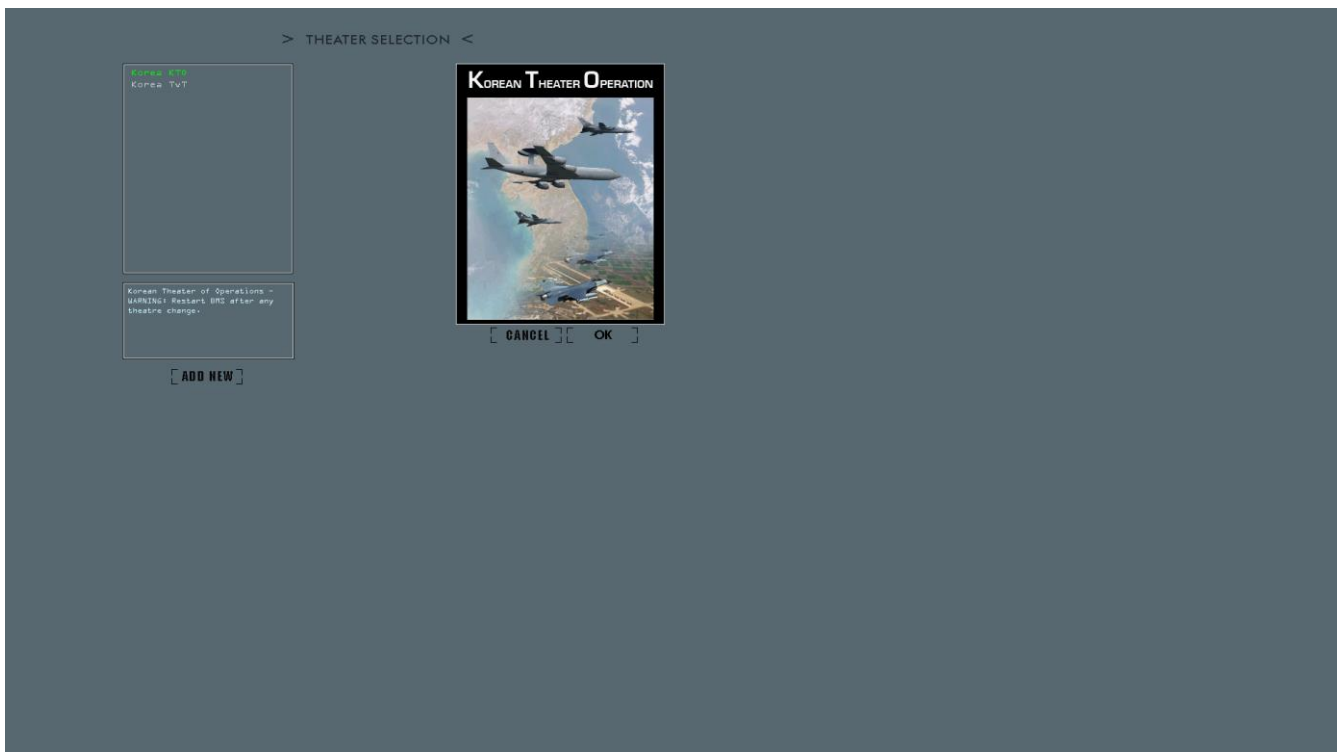 > THEATER SELECTION <
Korea KTO
Korea TvT
KOREAN THEATER OPERATION
Korean Theater of Operations -
WARNING! Restart BMS after any
theatre change.
[ CANCEL ] [ OK ]
[ ADD NEW ]